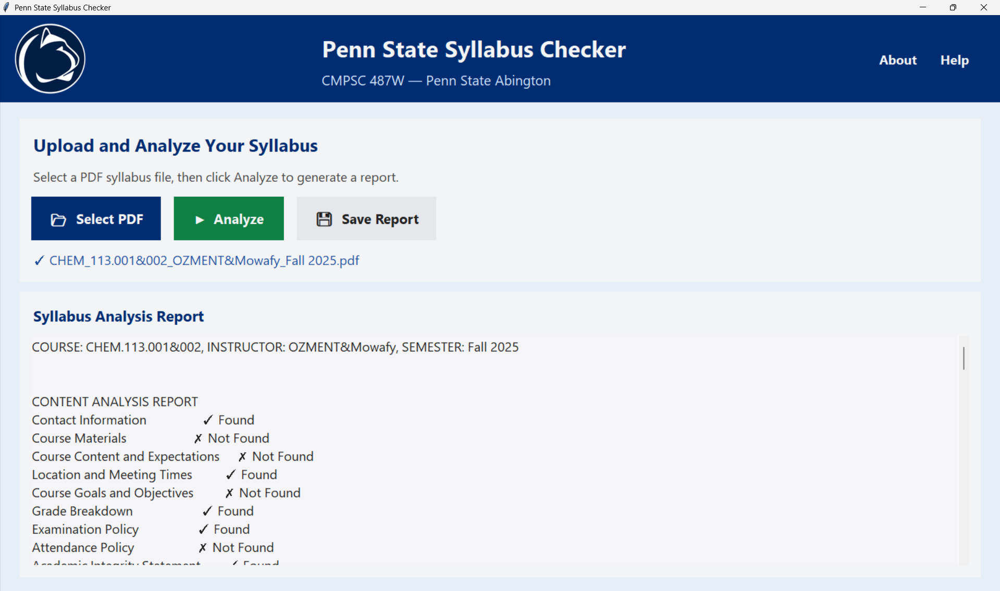 Penn State Syllabus Checker
Penn State Syllabus Checker
CMPSC 487W — Penn State Abington
About Help
Upload and Analyze Your Syllabus
Select a PDF syllabus file, then click Analyze to generate a report.
Select PDF ► Analyze Save Report
✓ CHEM_113.001&002_OZMENT&Mowafy_Fall 2025.pdf
Syllabus Analysis Report
COURSE: CHEM.113.001&002, INSTRUCTOR: OZMENT&Mowafy, SEMESTER: Fall 2025
CONTENT ANALYSIS REPORT
Contact Information ✓ Found
Course Materials ✗ Not Found
Course Content and Expectations ✗ Not Found
Location and Meeting Times ✓ Found
Course Goals and Objectives ✗ Not Found
Grade Breakdown ✓ Found
Examination Policy ✓ Found
Attendance Policy ✗ Not Found
Academic Integrity Statement ✓ Found